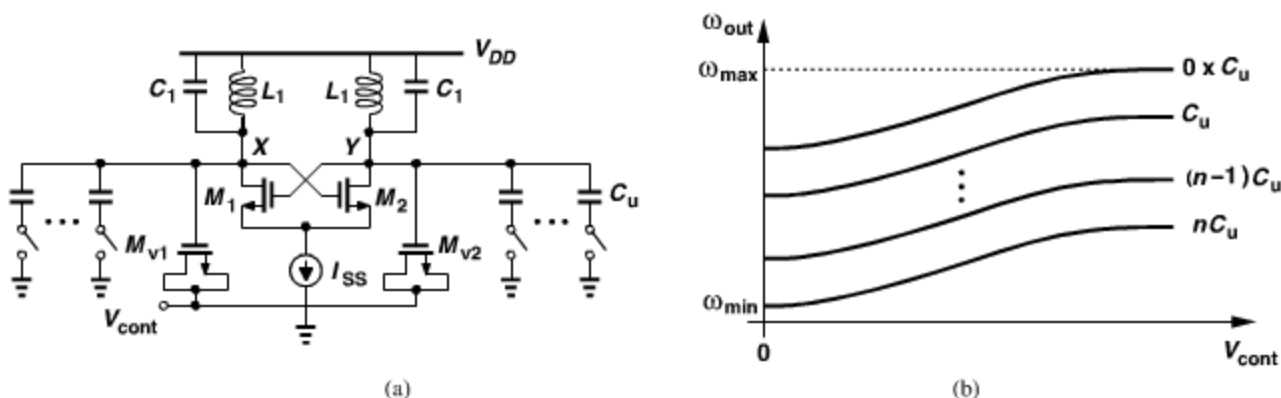 V_DD
C_1 L_1 L_1 C_1
X Y
M_1 M_2 C_u
M_v1 M_v2
I_SS
V_cont
(a)
ω_out
ω_max
0 x C_u
C_u
(n−1)C_u
nC_u
ω_min
0 V_cont
(b)